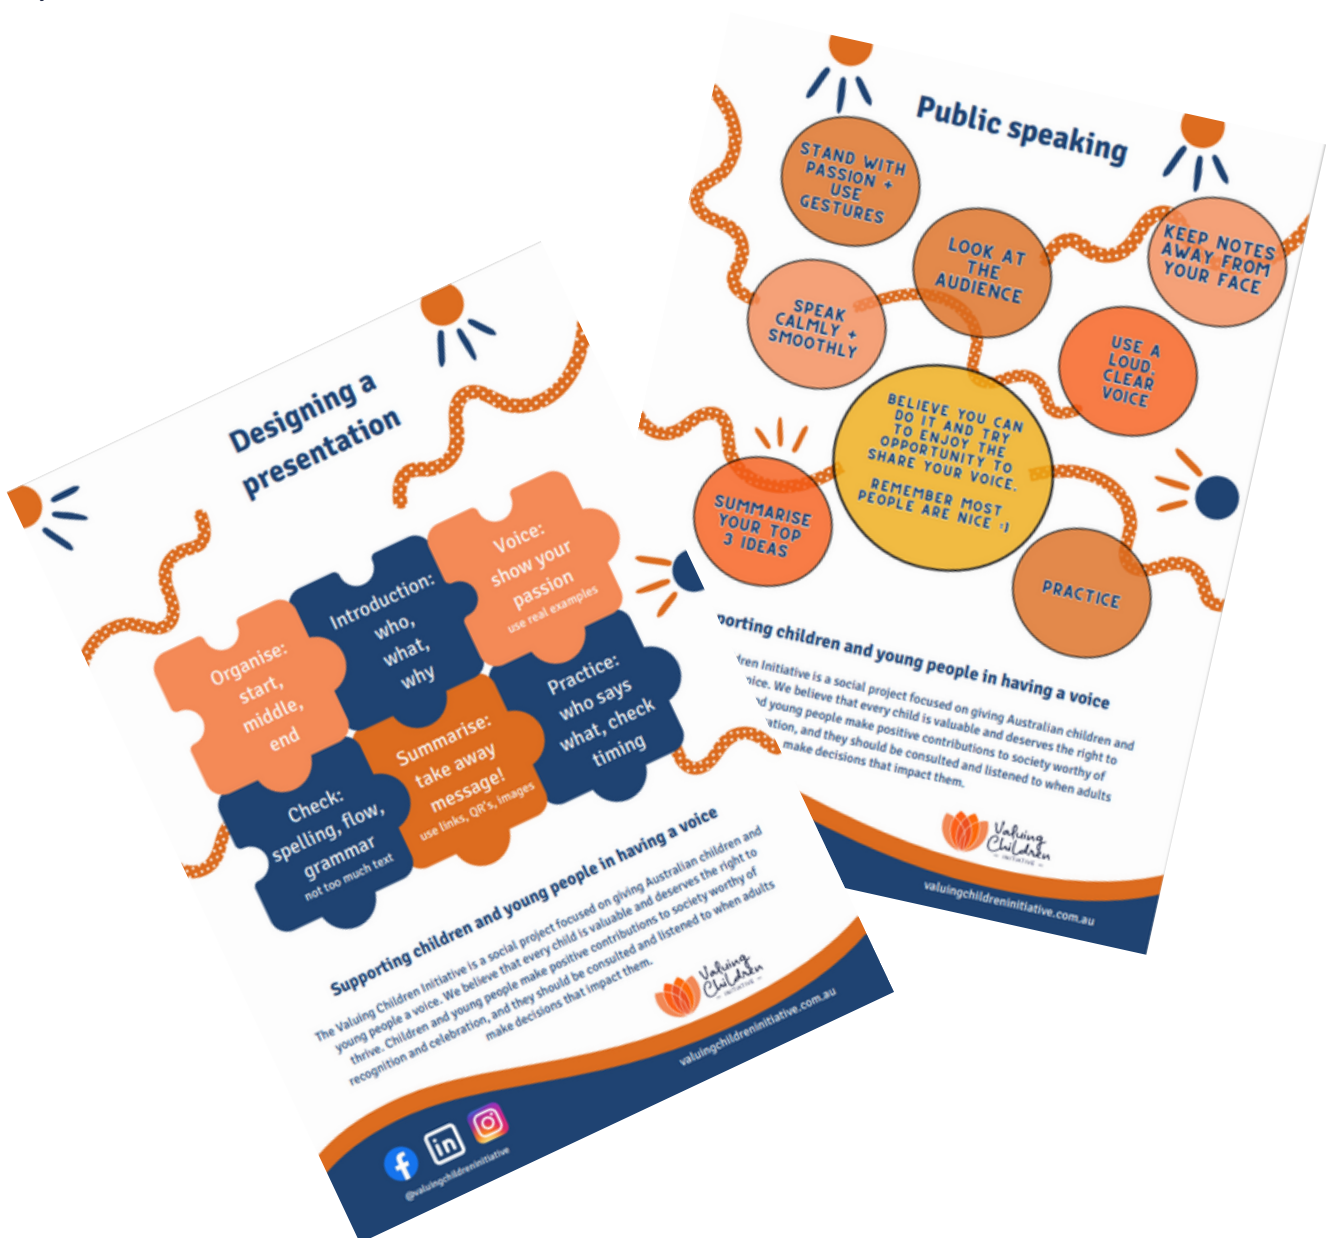 Designing a
presentation
Organise:
start,
middle,
end
Introduction:
who,
what,
why
Voice:
show your
passion
use real examples
Check:
spelling, flow,
grammar
not too much text
Summarise:
take away
message!
use links, QR's, images
Practice:
who says
what, check
timing
Supporting children and young people in having a voice
The Valuing Children Initiative is a social project focused on giving Australian children and
young people a voice. We believe that every child is valuable and deserves the right to
thrive. Children and young people make positive contributions to society worthy of
recognition and celebration, and they should be consulted and listened to when adults
make decisions that impact them.
Valuing
Children
INITIATIVE
valuingchildreninitiative.com.au
@valuingchildreninitiative
Public speaking
STAND WITH
PASSION +
USE
GESTURES
LOOK AT
THE
AUDIENCE
KEEP NOTES
AWAY FROM
YOUR FACE
SPEAK
CALMLY +
SMOOTHLY
USE A
LOUD,
CLEAR
VOICE
BELIEVE YOU CAN
DO IT AND TRY
TO ENJOY THE
OPPORTUNITY TO
SHARE YOUR VOICE.
REMEMBER MOST
PEOPLE ARE NICE :)
SUMMARISE
YOUR TOP
3 IDEAS
PRACTICE
porting children and young people in having a voice
dren Initiative is a social project focused on giving Australian children and
oice. We believe that every child is valuable and deserves the right to
nd young people make positive contributions to society worthy of
ation, and they should be consulted and listened to when adults
make decisions that impact them.
Valuing
Children
INITIATIVE
valuingchildreninitiative.com.au